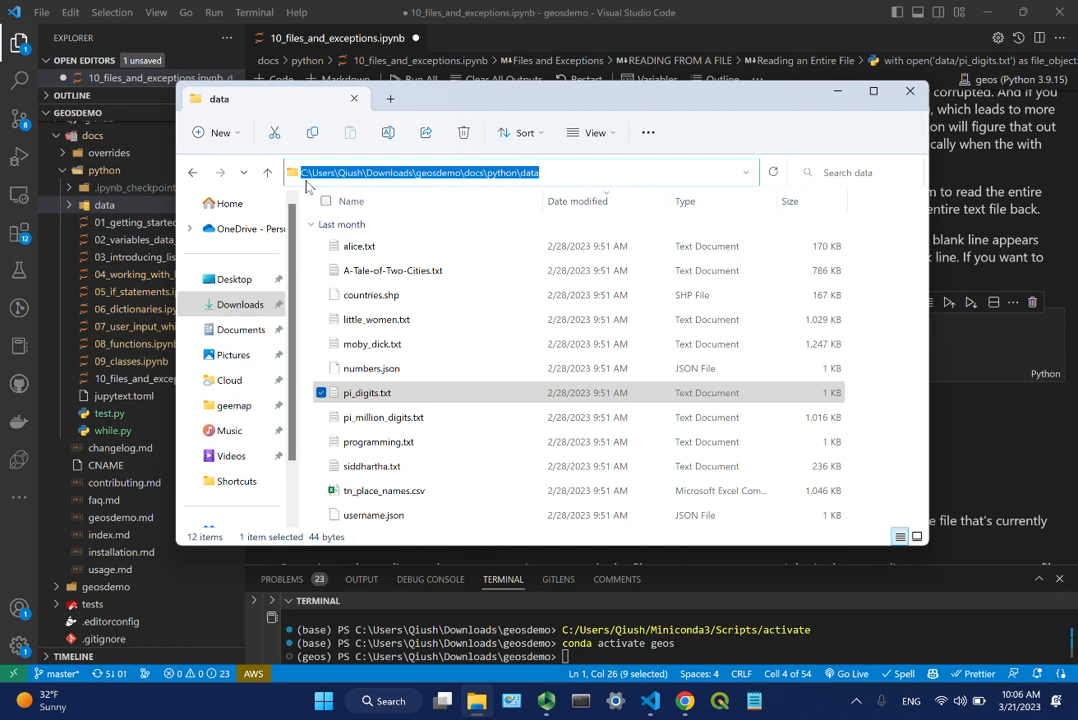 File Edit Selection View Go Run Terminal Help
● 10_files_and_exceptions.ipynb - geosdemo - Visual Studio Code
EXPLORER
OPEN EDITORS 1 unsaved
10_files_and_exceptions.ipynb d
OUTLINE
GEOSDEMO
docs
overrides
python
.ipynb_checkpoint
data
01_getting_starte
02_variables_data_
03_introducing_lis
04_working_with_
05_if_statements.i
06_dictionaries.ipy
07_user_input_whi
08_functions.ipynb
09_classes.ipynb
10_files_and_exce
jupytext.toml
test.py
while.py
changelog.md
CNAME
contributing.md
faq.md
geosdemo.md
index.md
installation.md
usage.md
geosdemo
tests
.editorconfig
.gitignore
TIMELINE
10_files_and_exceptions.ipynb
docs > python > 10_files_and_exceptions.ipynb > Files and Exceptions > READING FROM A FILE > Reading an Entire File > with open('data/pi_digits.txt') as file_object:
geos (Python 3.9.15)
corrupted. And if you
, which leads to more
on will figure that out
cally when the with
m to read the entire
entire text file back.
blank line appears
k line. If you want to
Python
e file that's currently
data
New
Sort
View
C:\Users\Qiush\Downloads\geosdemo\docs\python\data
Search data
Home
OneDrive - Perso
Desktop
Downloads
Documents
Pictures
Cloud
geemap
Music
Videos
Shortcuts
Name Date modified Type Size
Last month
alice.txt 2/28/2023 9:51 AM Text Document 170 KB
A-Tale-of-Two-Cities.txt 2/28/2023 9:51 AM Text Document 786 KB
countries.shp 2/28/2023 9:51 AM SHP File 167 KB
little_women.txt 2/28/2023 9:51 AM Text Document 1,029 KB
moby_dick.txt 2/28/2023 9:51 AM Text Document 1,247 KB
numbers.json 2/28/2023 9:51 AM JSON File 1 KB
pi_digits.txt 2/28/2023 9:51 AM Text Document 1 KB
pi_million_digits.txt 2/28/2023 9:51 AM Text Document 1,016 KB
programming.txt 2/28/2023 9:51 AM Text Document 1 KB
siddhartha.txt 2/28/2023 9:51 AM Text Document 236 KB
tn_place_names.csv 2/28/2023 9:51 AM Microsoft Excel Com... 1,046 KB
username.json 2/28/2023 9:51 AM JSON File 1 KB
12 items 1 item selected 44 bytes
PROBLEMS 23 OUTPUT DEBUG CONSOLE TERMINAL GITLENS COMMENTS
TERMINAL
(base) PS C:\Users\Qiush\Downloads\geosdemo> C:/Users/Qiush/Miniconda3/Scripts/activate
(base) PS C:\Users\Qiush\Downloads\geosdemo> conda activate geos
(geos) PS C:\Users\Qiush\Downloads\geosdemo>
master* 5↓ 0↑ 0 0 23 AWS Ln 1, Col 26 (9 selected) Spaces: 4 CRLF Cell 4 of 54 Go Live Spell Prettier
32°F
Sunny
Search
ENG
10:06 AM
3/21/2023